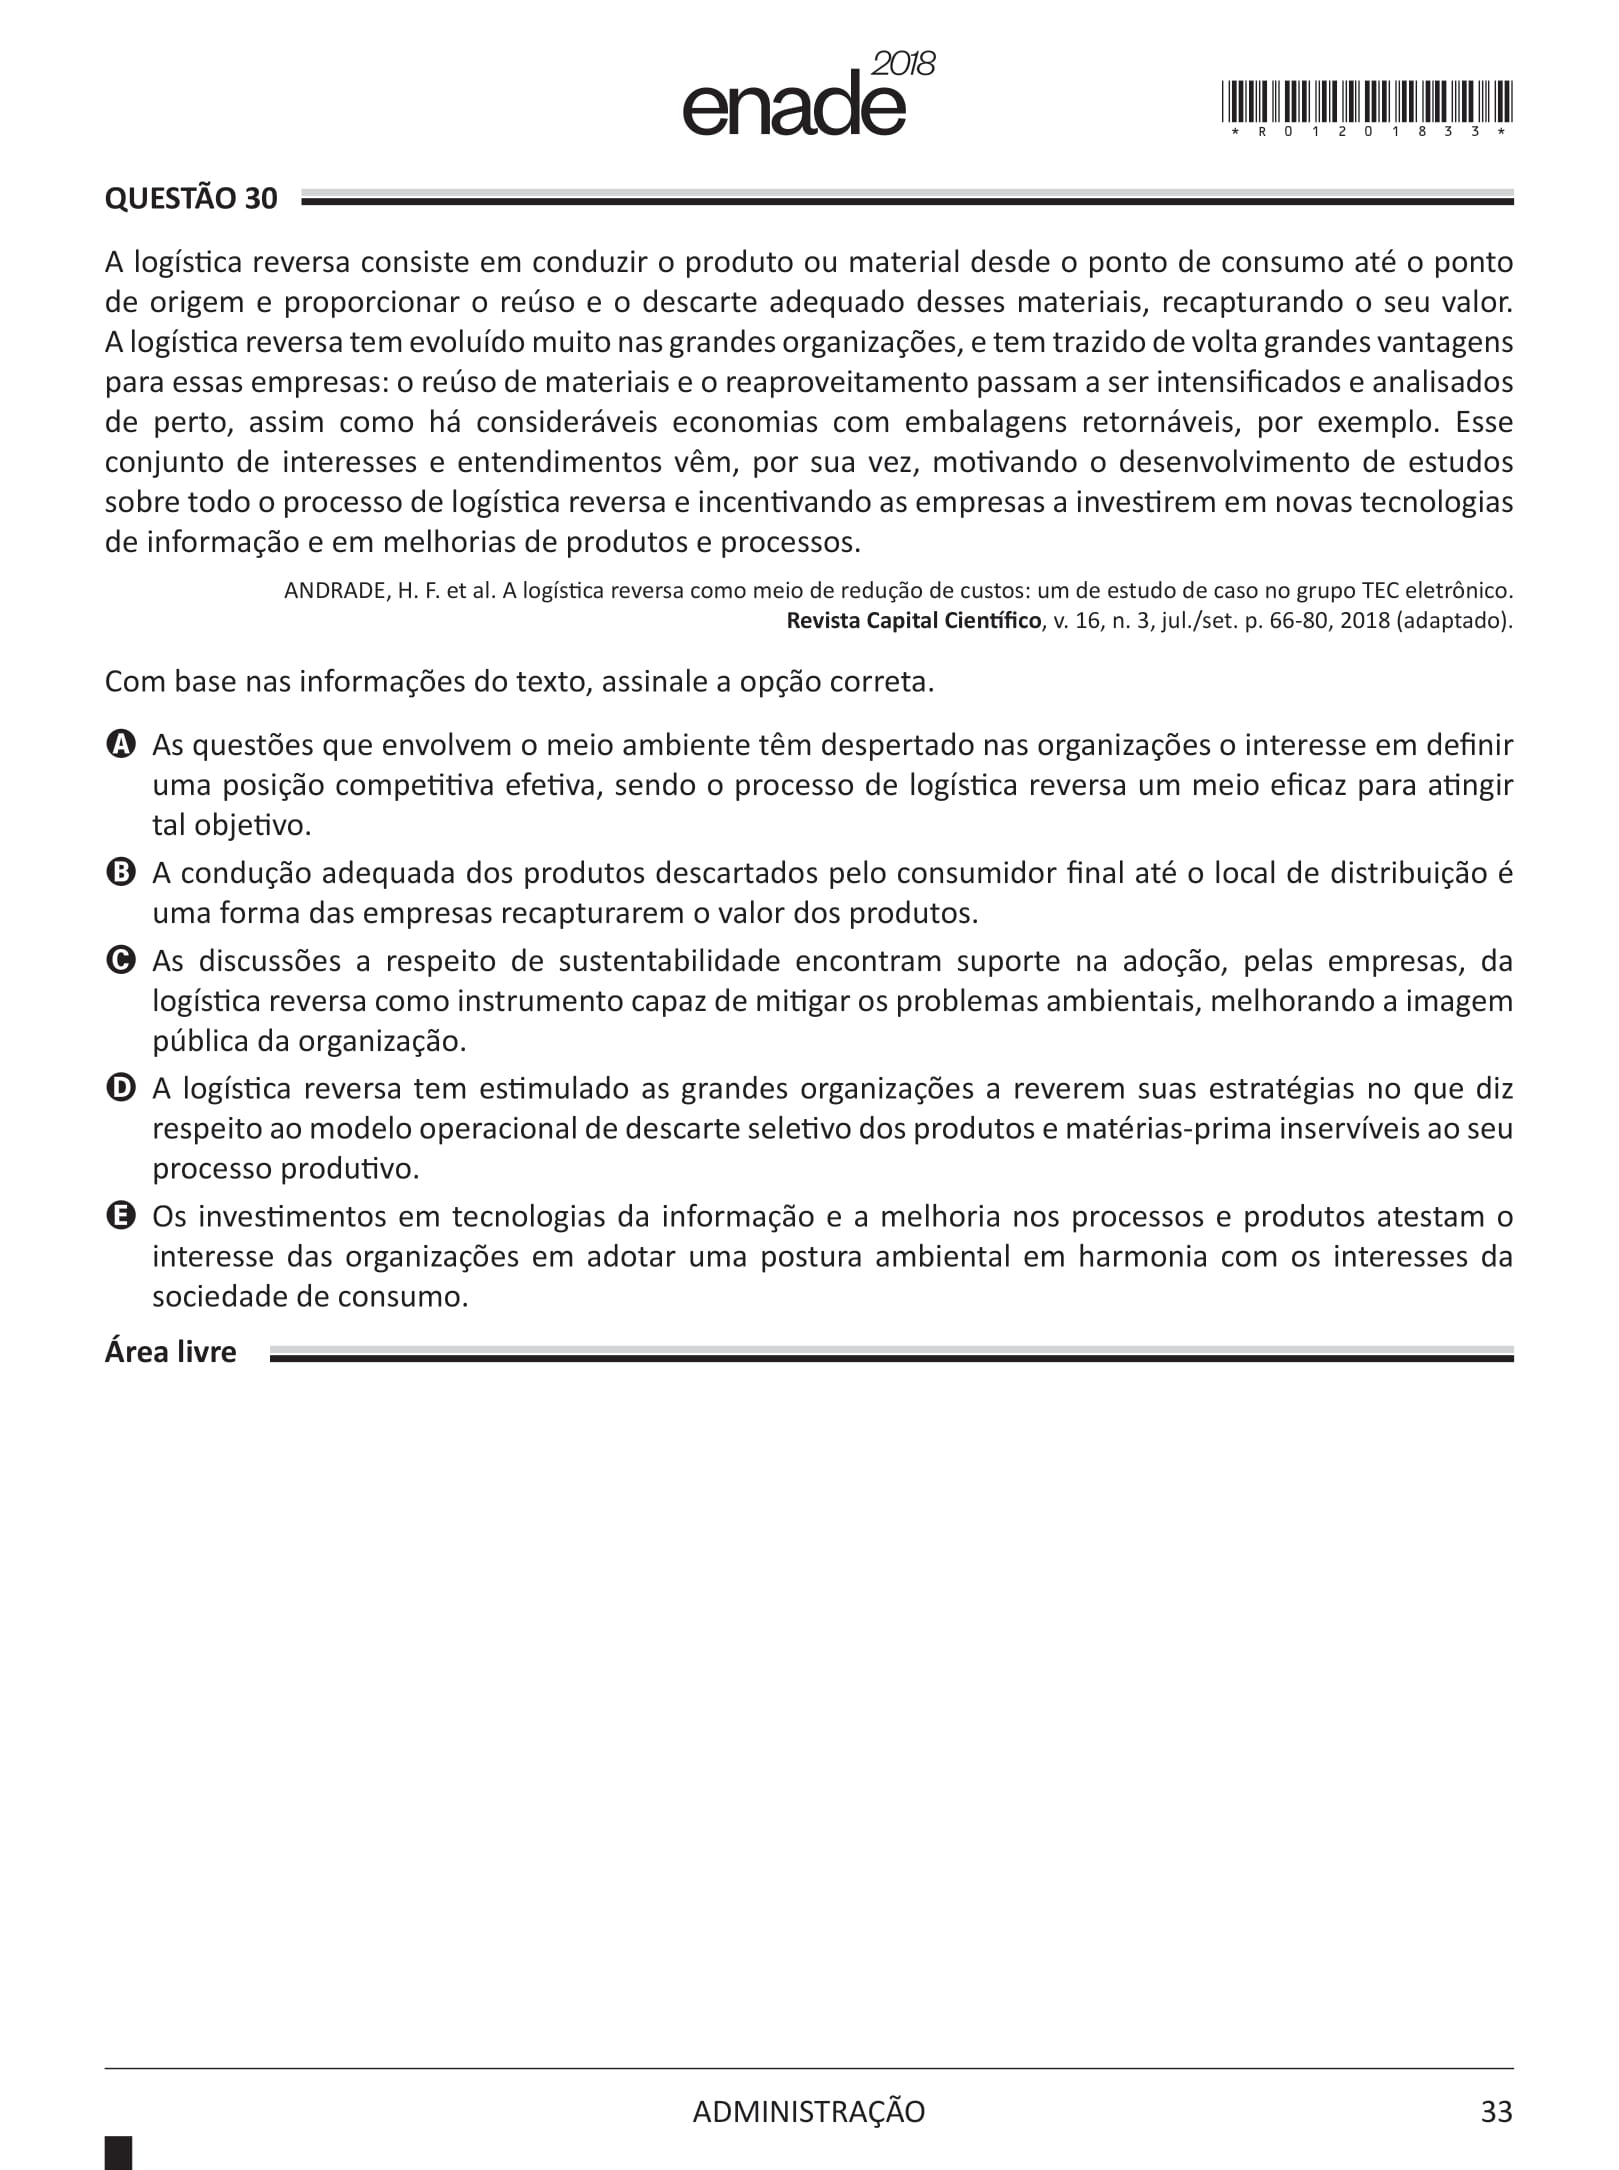 enade 2018
*R01201833*
QUESTÃO 30
A logística reversa consiste em conduzir o produto ou material desde o ponto de consumo até o ponto
de origem e proporcionar o reúso e o descarte adequado desses materiais, recapturando o seu valor.
A logística reversa tem evoluído muito nas grandes organizações, e tem trazido de volta grandes vantagens
para essas empresas: o reúso de materiais e o reaproveitamento passam a ser intensificados e analisados
de perto, assim como há consideráveis economias com embalagens retornáveis, por exemplo. Esse
conjunto de interesses e entendimentos vêm, por sua vez, motivando o desenvolvimento de estudos
sobre todo o processo de logística reversa e incentivando as empresas a investirem em novas tecnologias
de informação e em melhorias de produtos e processos.
ANDRADE, H. F. et al. A logística reversa como meio de redução de custos: um de estudo de caso no grupo TEC eletrônico.
Revista Capital Científico, v. 16, n. 3, jul./set. p. 66-80, 2018 (adaptado).
Com base nas informações do texto, assinale a opção correta.
A As questões que envolvem o meio ambiente têm despertado nas organizações o interesse em definir
uma posição competitiva efetiva, sendo o processo de logística reversa um meio eficaz para atingir
tal objetivo.
B A condução adequada dos produtos descartados pelo consumidor final até o local de distribuição é
uma forma das empresas recapturarem o valor dos produtos.
C As discussões a respeito de sustentabilidade encontram suporte na adoção, pelas empresas, da
logística reversa como instrumento capaz de mitigar os problemas ambientais, melhorando a imagem
pública da organização.
D A logística reversa tem estimulado as grandes organizações a reverem suas estratégias no que diz
respeito ao modelo operacional de descarte seletivo dos produtos e matérias-prima inservíveis ao seu
processo produtivo.
E Os investimentos em tecnologias da informação e a melhoria nos processos e produtos atestam o
interesse das organizações em adotar uma postura ambiental em harmonia com os interesses da
sociedade de consumo.
Área livre
ADMINISTRAÇÃO
33